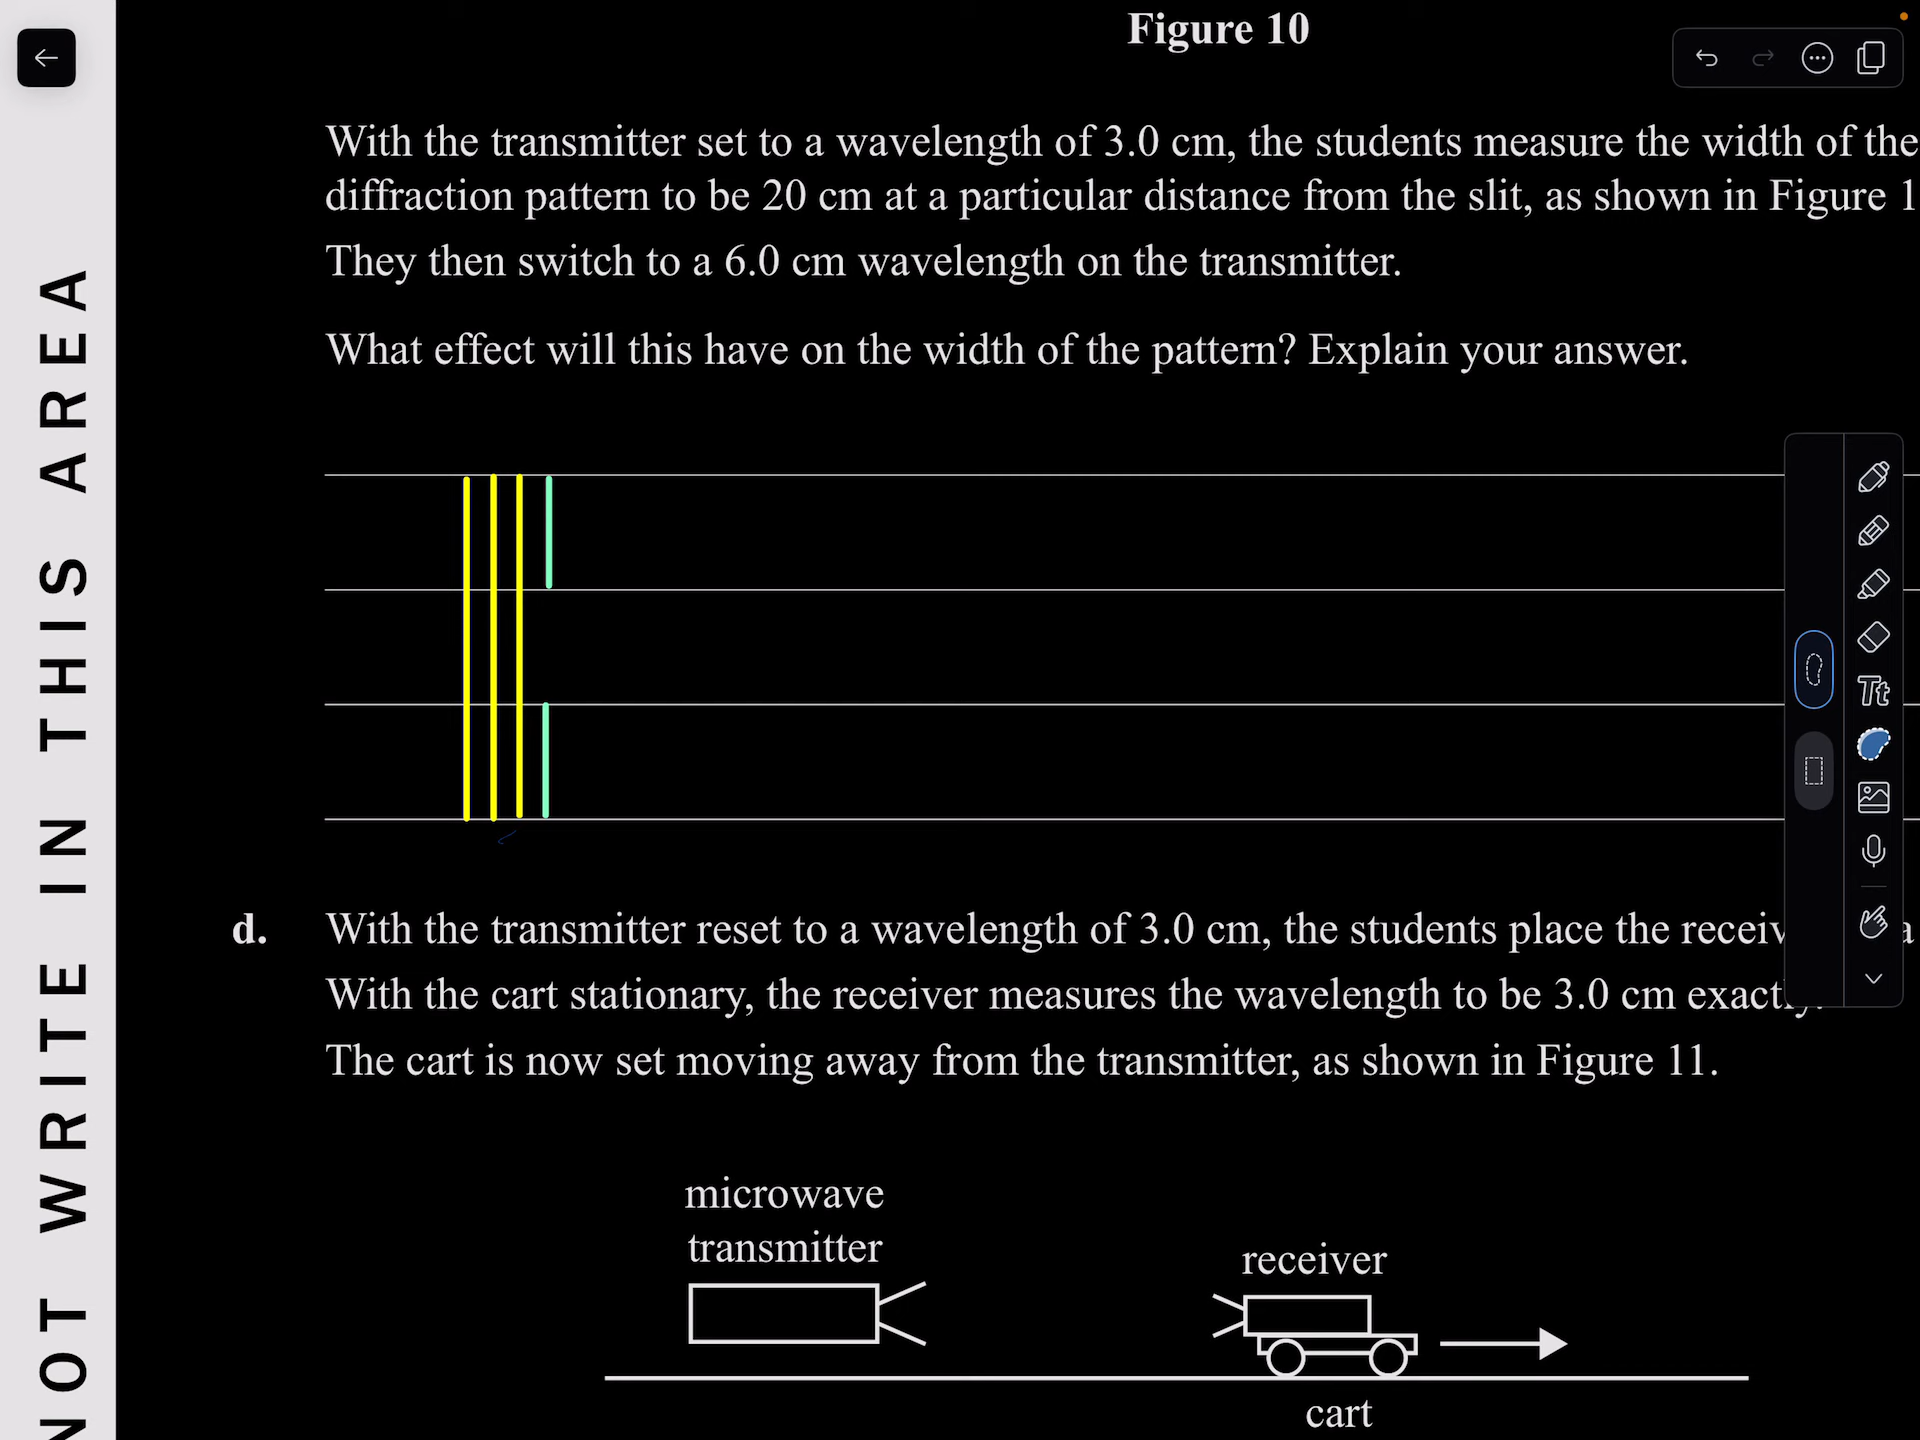 Figure 10
With the transmitter set to a wavelength of 3.0 cm, the students measure the width of the
diffraction pattern to be 20 cm at a particular distance from the slit, as shown in Figure 1
They then switch to a 6.0 cm wavelength on the transmitter.
What effect will this have on the width of the pattern? Explain your answer.
d. With the transmitter reset to a wavelength of 3.0 cm, the students place the receiv a
With the cart stationary, the receiver measures the wavelength to be 3.0 cm exactly.
The cart is now set moving away from the transmitter, as shown in Figure 11.
microwave
transmitter
receiver
cart
NOT WRITE IN THIS AREA
Tt